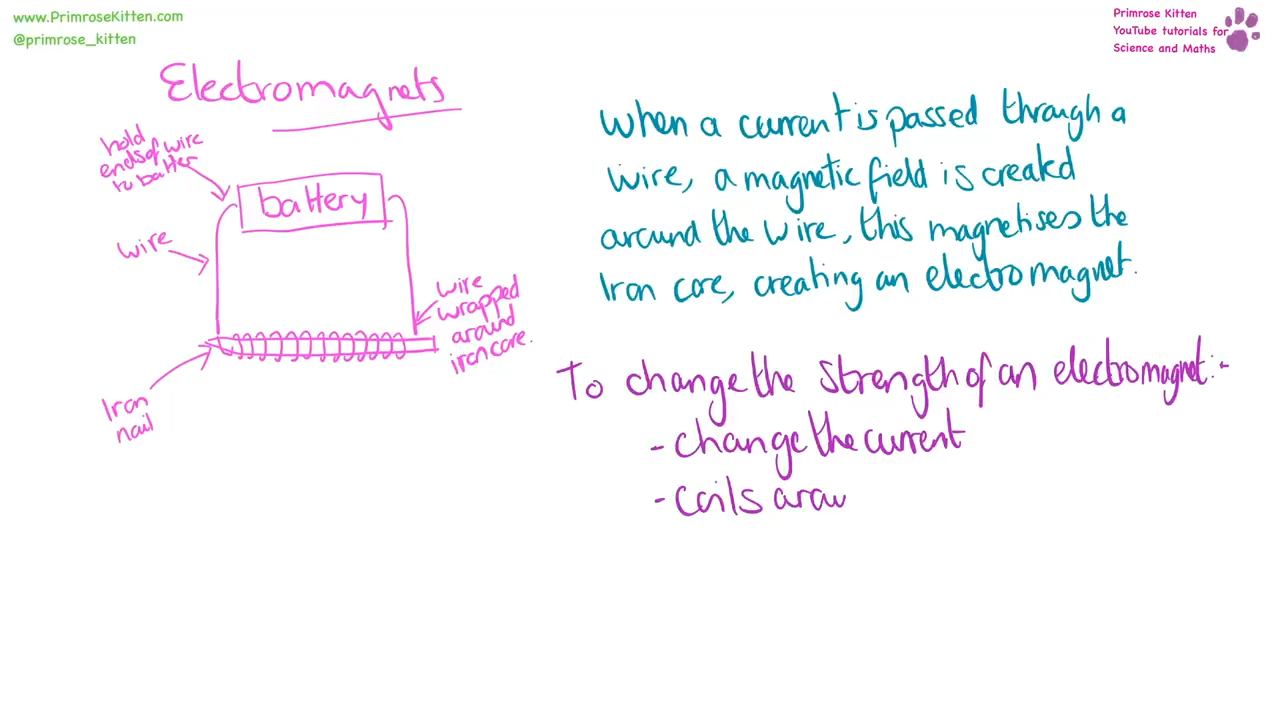 www.PrimroseKitten.com
@primrose_kitten
Primrose Kitten
YouTube tutorials for
Science and Maths
Electromagnets
hold
ends of wire
to batter
battery
wire
wire
wrapped
around
iron core.
Iron
nail
When a current is passed through a
wire, a magnetic field is created
around the wire, this magnetises the
Iron core, creating an electromagnet.
To change the strength of an electromagnet:-
- change the current
- coils arou